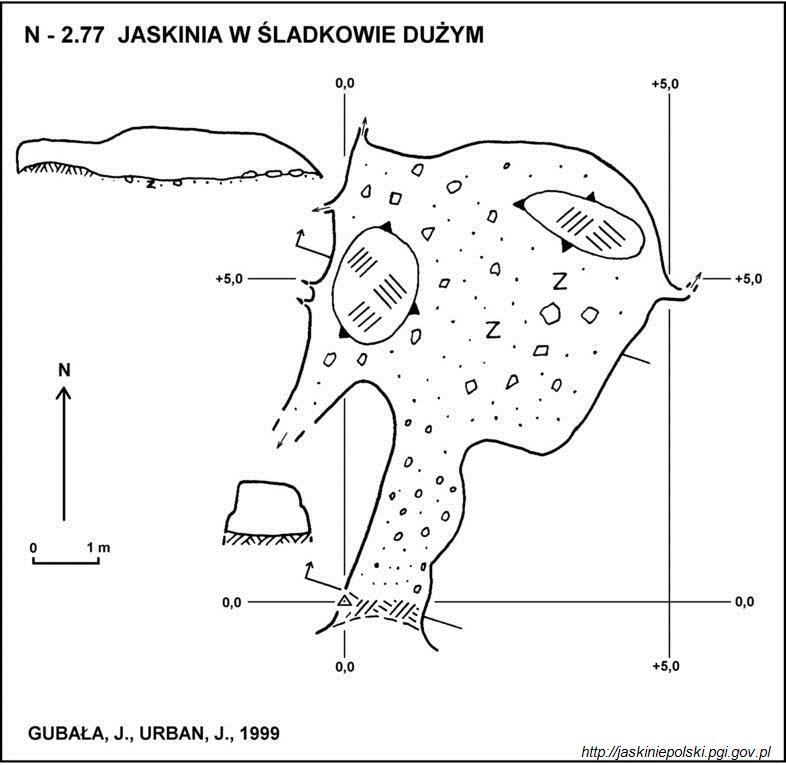 N - 2.77 JASKINIA W ŚLADKOWIE DUŻYM
0,0 +5,0
Z
+5,0 +5,0
Z
Z
N
0 1 m
0,0 0,0
0,0 +5,0
GUBAŁA, J., URBAN, J., 1999
http://jaskiniepolski.pgi.gov.pl